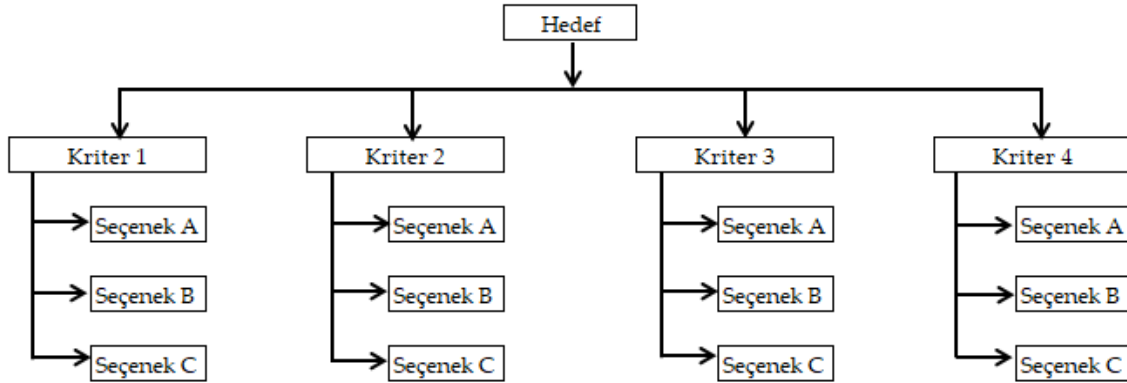 Hedef
Kriter 1
Kriter 2
Kriter 3
Kriter 4
Seçenek A
Seçenek A
Seçenek A
Seçenek A
Seçenek B
Seçenek B
Seçenek B
Seçenek B
Seçenek C
Seçenek C
Seçenek C
Seçenek C